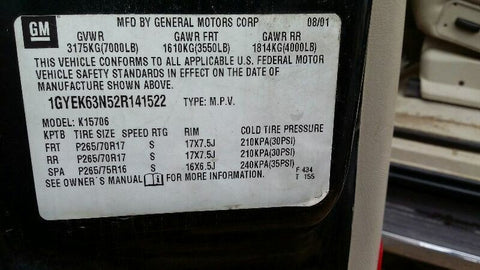 GM
MFD BY GENERAL MOTORS CORP 08/01
GVWR GAWR FRT GAWR RR
3175KG(7000LB) 1610KG(3550LB) 1814KG(4000LB)
THIS VEHICLE CONFORMS TO ALL APPLICABLE U.S. FEDERAL MOTOR
VEHICLE SAFETY STANDARDS IN EFFECT ON THE DATE OF
MANUFACTURE SHOWN ABOVE.
1GYEK63N52R141522 TYPE: M.P.V.
MODEL: K15706
KPTB TIRE SIZE SPEED RTG RIM COLD TIRE PRESSURE
FRT P265/70R17 S 17X7.5J 210KPA(30PSI)
RR P265/70R17 S 17X7.5J 210KPA(30PSI)
SPA P265/75R16 S 16X6.5J 240KPA(35PSI)
SEE OWNER'S MANUAL FOR MORE INFORMATION. F 434
T 155